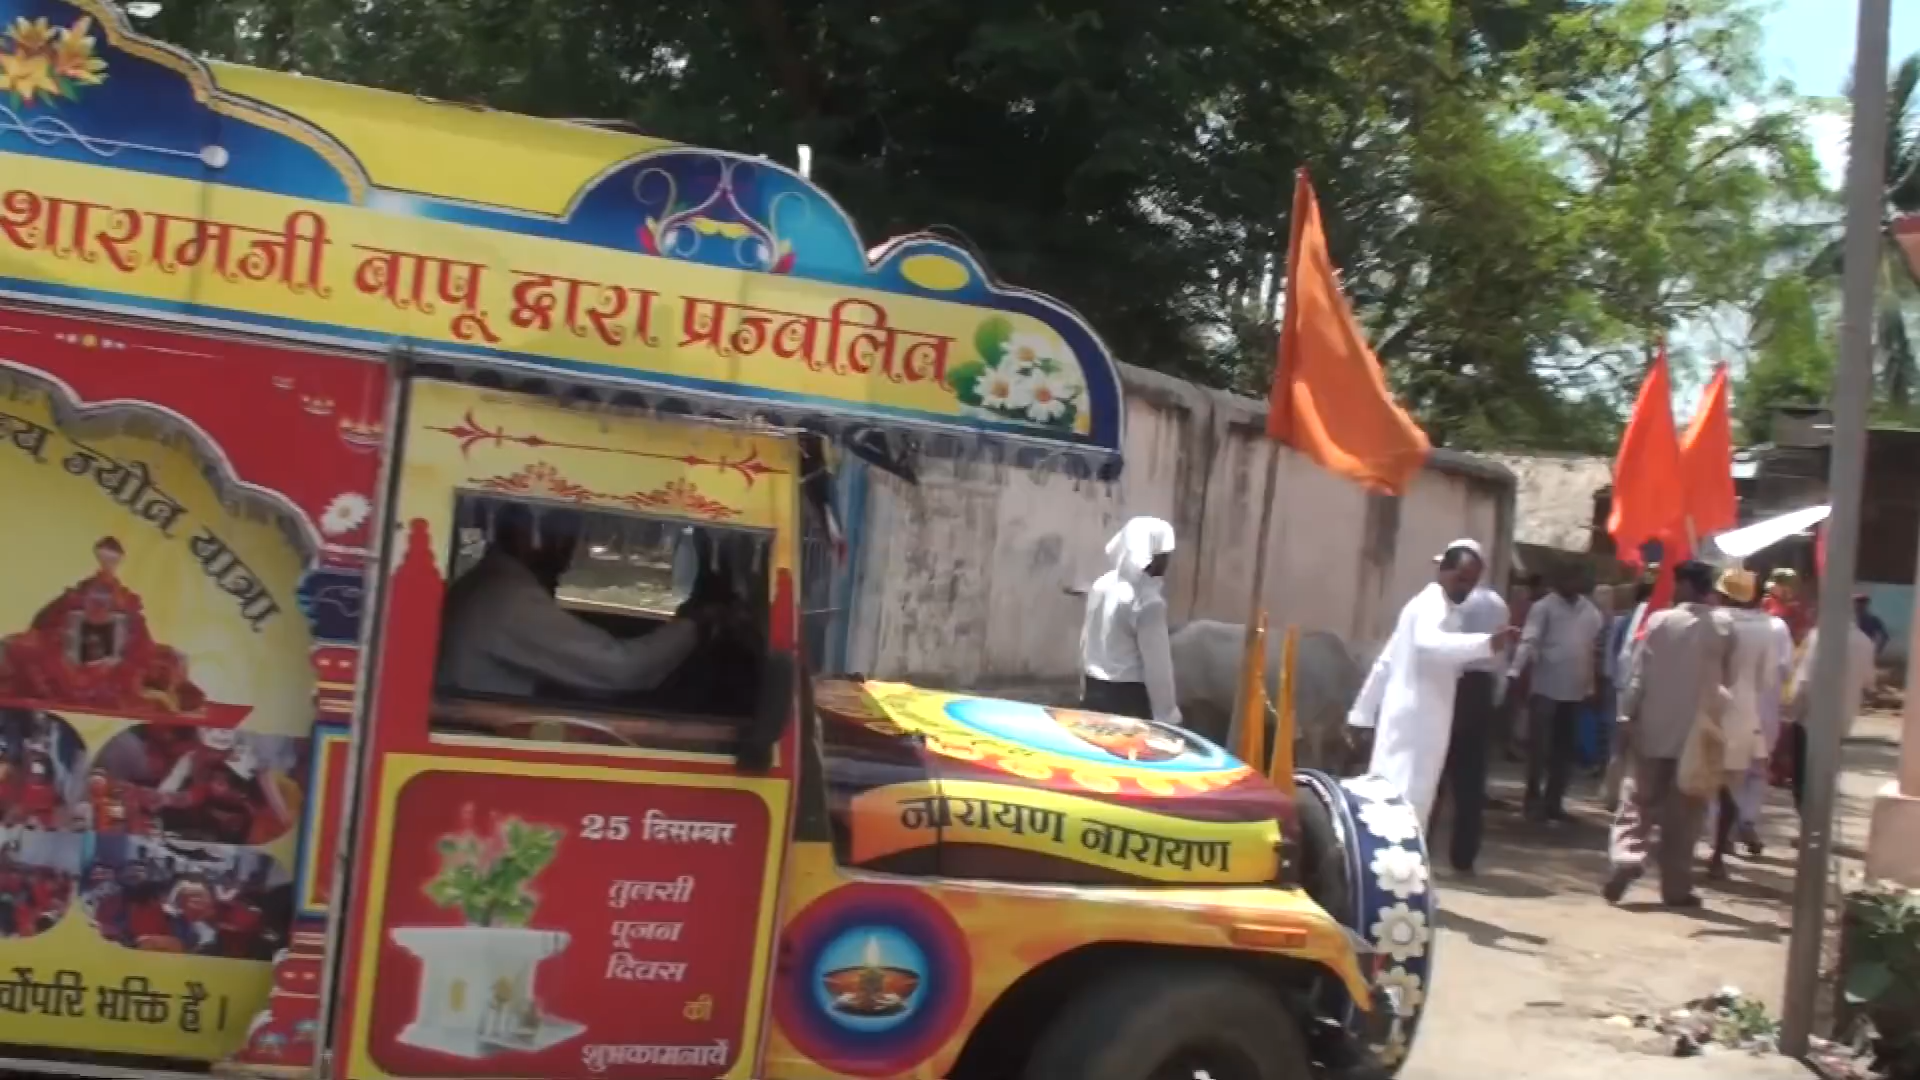 शारामजी बापू द्वारा प्रज्वलित
ज्योत यात्रा
र्वोपरि भक्ति है ।
25 दिसम्बर
तुलसी
पूजन
दिवस
की
शुभकामनायें
नारायण नारायण